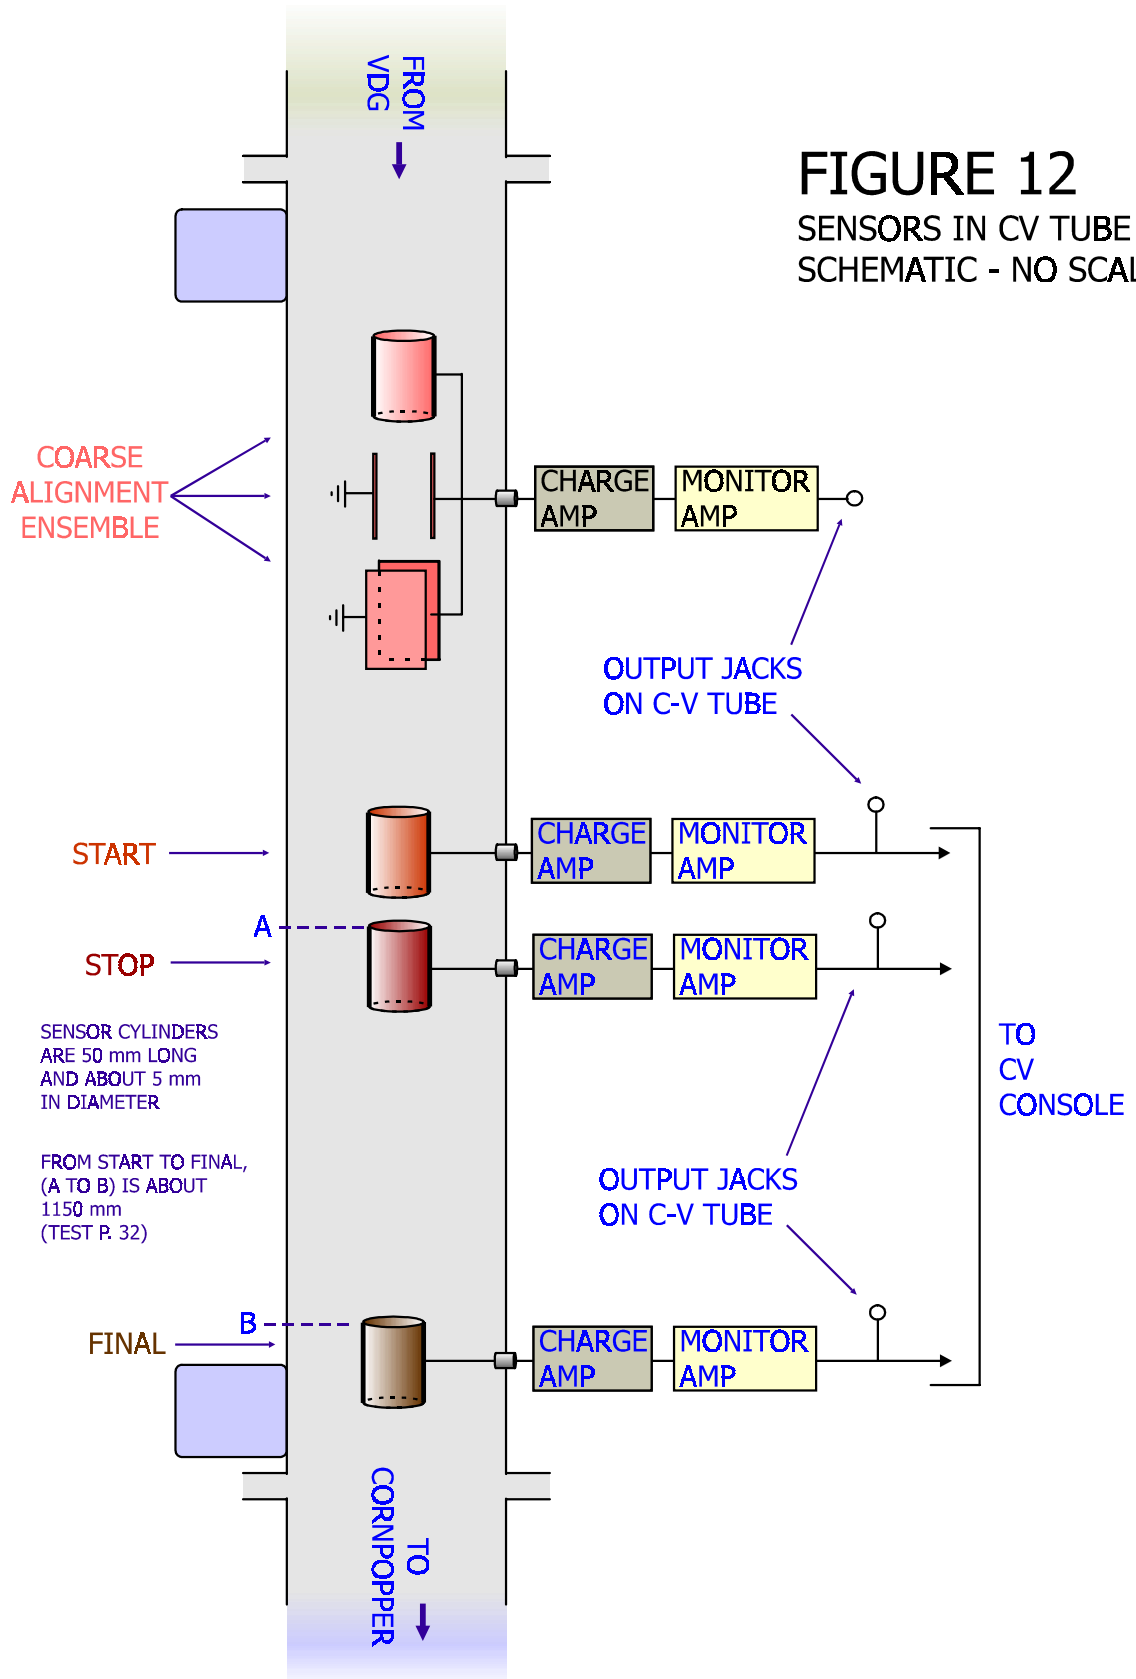 FROM
VDG
FIGURE 12
SENSORS IN CV TUBE
SCHEMATIC - NO SCAL
COARSE
ALIGNMENT
ENSEMBLE
CHARGE
AMP
MONITOR
AMP
OUTPUT JACKS
ON C-V TUBE
START
CHARGE
AMP
MONITOR
AMP
A
STOP
CHARGE
AMP
MONITOR
AMP
SENSOR CYLINDERS
ARE 50 mm LONG
AND ABOUT 5 mm
IN DIAMETER
TO
CV
CONSOLE
FROM START TO FINAL,
(A TO B) IS ABOUT
1150 mm
(TEST P. 32)
OUTPUT JACKS
ON C-V TUBE
B
FINAL
CHARGE
AMP
MONITOR
AMP
TO
CORNPOPPER